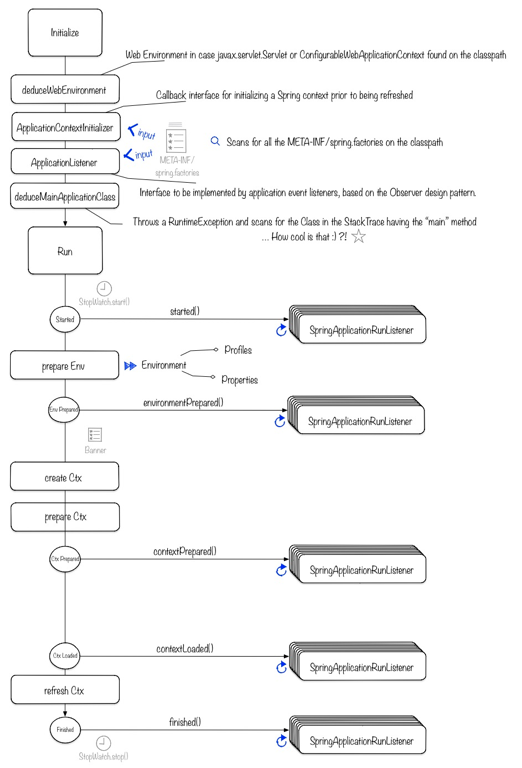 Initialize
Web Environment in case javax.servlet.Servlet or ConfigurableWebApplicationContext found on the classpath
deduceWebEnvironment
Callback interface for initializing a Spring context prior to being refreshed
ApplicationContextInitializer
input
Scans for all the META-INF/spring.factories on the classpath
ApplicationListener
input
META-INF/
spring.factories
deduceMainApplicationClass
Interface to be implemented by application event listeners, based on the Observer design pattern.
Throws a RuntimeException and scans for the Class in the StackTrace having the "main" method
... How cool is that :) ?!
Run
StopWatch.start()
Started
started()
SpringApplicationRunListener
prepare Env
Environment
Profiles
Properties
Env Prepared
environmentPrepared()
SpringApplicationRunListener
Banner
create Ctx
prepare Ctx
Ctx Prepared
contextPrepared()
SpringApplicationRunListener
Ctx Loaded
contextLoaded()
SpringApplicationRunListener
refresh Ctx
Finished
finished()
SpringApplicationRunListener
StopWatch.stop()